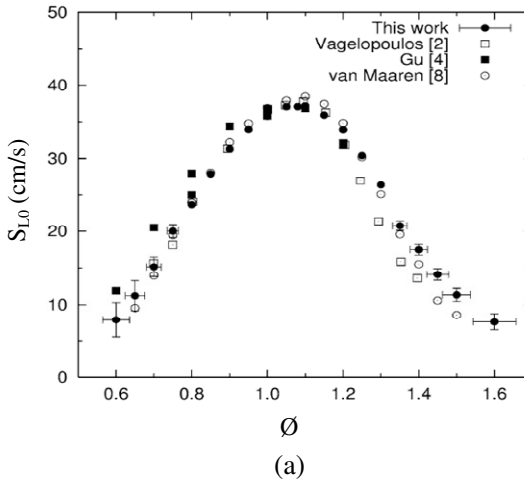 50
40
30
20
10
0
S_L0 (cm/s)
This work
Vagelopoulos [2]
Gu [4]
van Maaren [8]
0.6 0.8 1.0 1.2 1.4 1.6
Ø
(a)